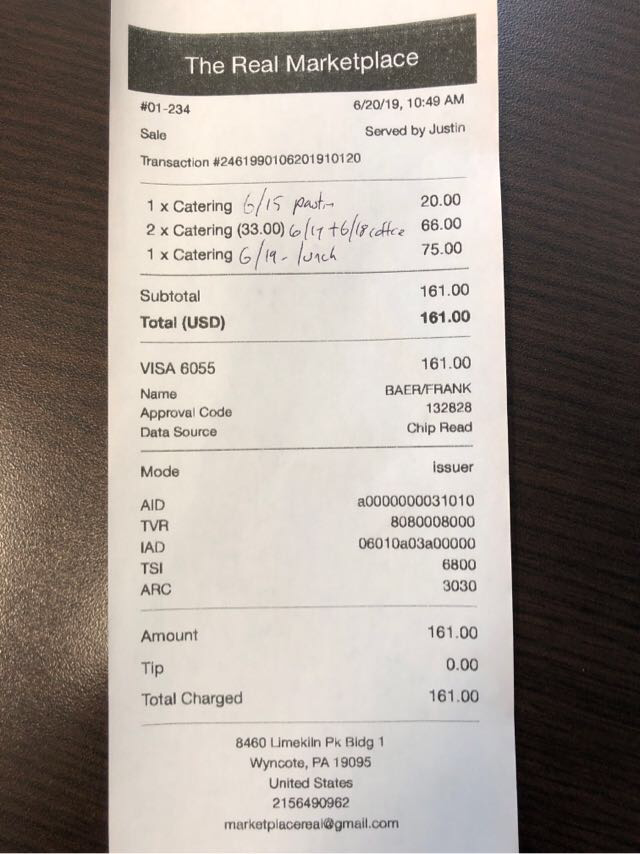 The Real Marketplace
#01-234 6/20/19, 10:49 AM
Sale Served by Justin
Transaction #2461990106201910120
1 x Catering 6/15 20.00
2 x Catering (33.00) 6/17 + 6/18 coffee 66.00
1 x Catering 6/19 - lunch 75.00
Subtotal 161.00
Total (USD) 161.00
VISA 6055 161.00
Name BAER/FRANK
Approval Code 132828
Data Source Chip Read
Mode Issuer
AID a0000000031010
TVR 8080008000
IAD 06010a03a00000
TSI 6800
ARC 3030
Amount 161.00
Tip 0.00
Total Charged 161.00
8460 Limekiln Pk Bldg 1
Wyncote, PA 19095
United States
2156490962
marketplacereal@gmail.com